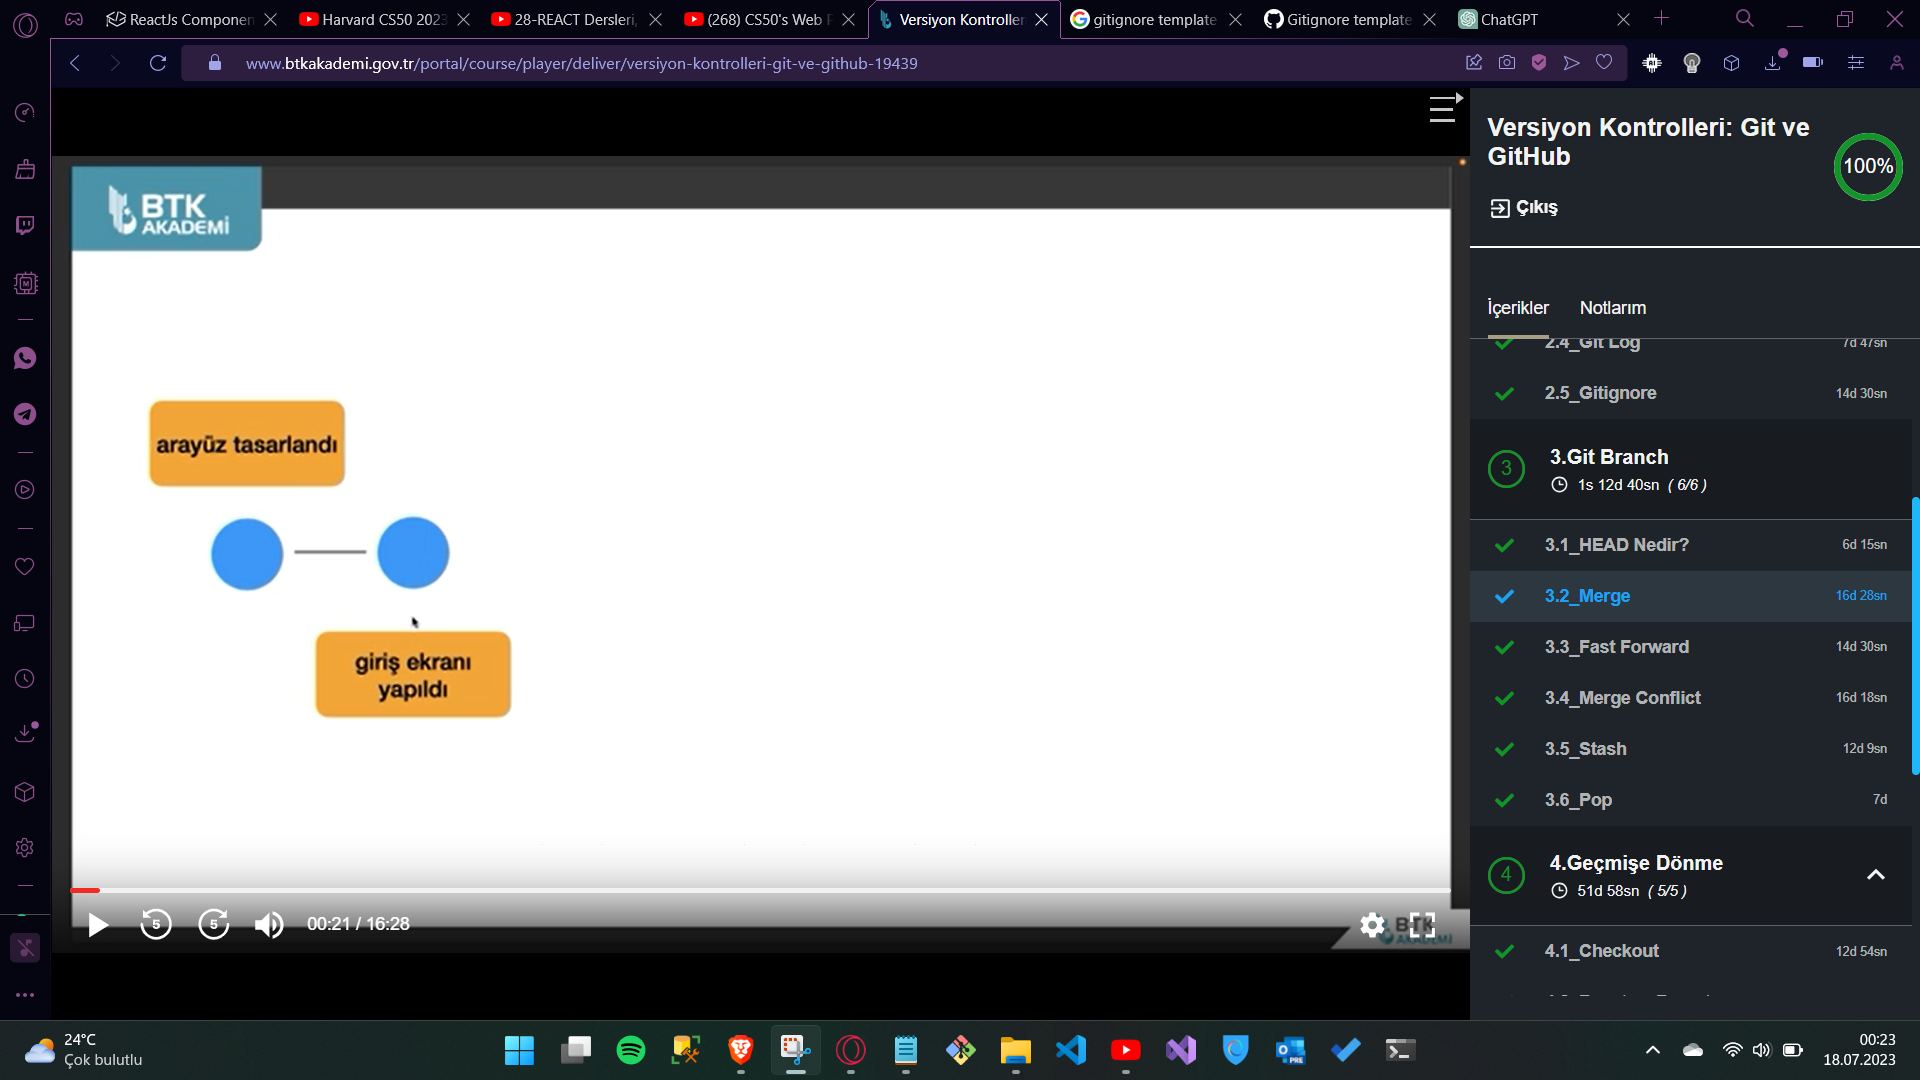 ReactJs Componen
Harvard CS50 2023
28-REACT Dersleri,
(268) CS50's Web P
Versiyon Kontroller
gitignore template
Gitignore template
ChatGPT
www.btkakademi.gov.tr/portal/course/player/deliver/versiyon-kontrolleri-git-ve-github-19439
BTK
AKADEMİ
arayüz tasarlandı
giriş ekranı
yapıldı
5
5
00:21 / 16:28
BTK
AKADEMİ
Versiyon Kontrolleri: Git ve
GitHub
100%
Çıkış
İçerikler
Notlarım
2.4_Git Log
7d 47sn
2.5_Gitignore
14d 30sn
3
3.Git Branch
1s 12d 40sn ( 6/6 )
3.1_HEAD Nedir?
6d 15sn
3.2_Merge
16d 28sn
3.3_Fast Forward
14d 30sn
3.4_Merge Conflict
16d 18sn
3.5_Stash
12d 9sn
3.6_Pop
7d
4
4.Geçmişe Dönme
51d 58sn ( 5/5 )
4.1_Checkout
12d 54sn
24°C
Çok bulutlu
PRE
00:23
18.07.2023